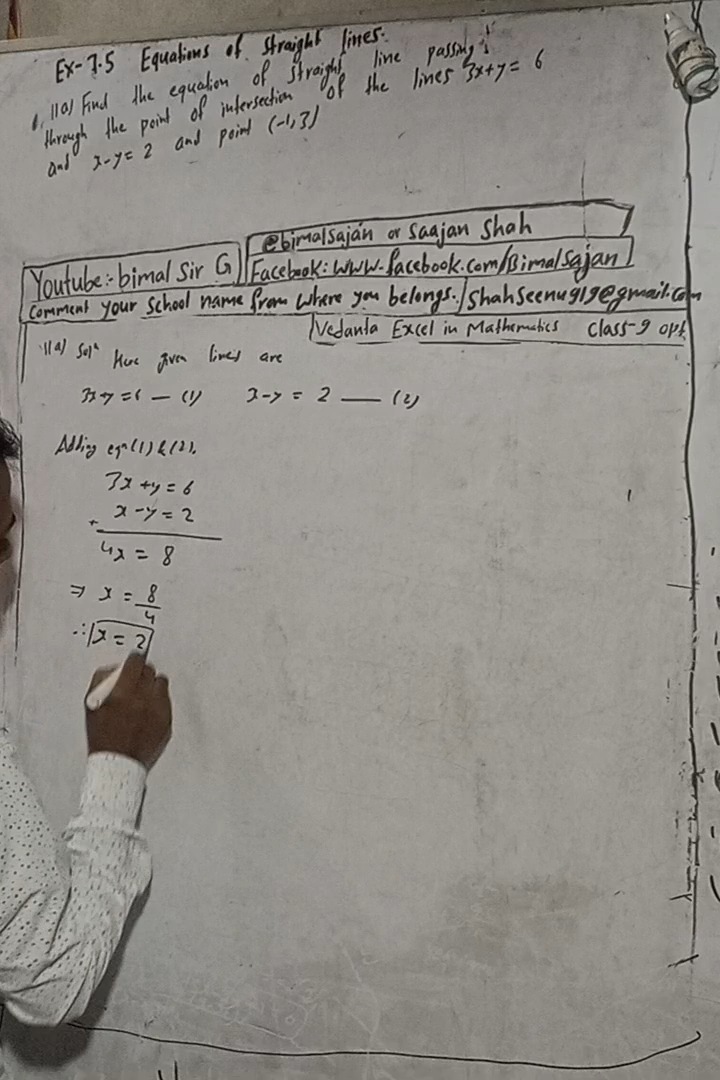 Ex-7.5 Equations of straight lines.
11a) Find the equation of straight line passing
through the point of intersection of the lines 3x+y= 6
and x-y= 2 and point (-1,3)
@bimalsajan or Saajan Shah
Youtube:- bimal Sir G
Facebook: www.facebook.com/Bimalsajan
Comment your School name from where you belongs. / Shahseenu919@gmail.com
Vedanta Excel in Mathematics Class-9 opt
11a) Solⁿ Here given lines are
3x+y=6 — (1) x-y = 2 — (2)
Adding eqⁿ(1) & (2).
3x+y=6
+ x-y=2
4x = 8
⇒ x = 8/4
∴ x = 2